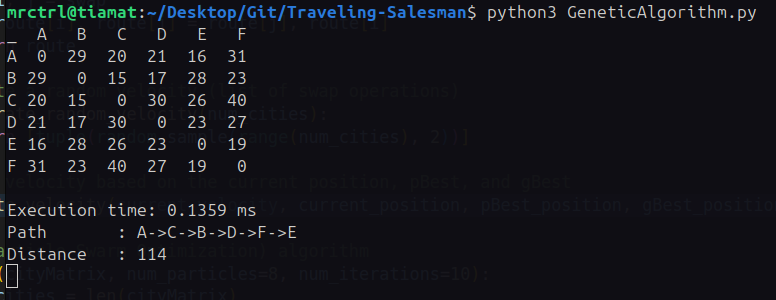 mrctrl@tiamat:~/Desktop/Git/Traveling-Salesman$ python3 GeneticAlgorithm.py
_ A B C D E F
A 0 29 20 21 16 31
B 29 0 15 17 28 23
C 20 15 0 30 26 40
D 21 17 30 0 23 27
E 16 28 26 23 0 19
F 31 23 40 27 19 0
Execution time: 0.1359 ms
Path : A->C->B->D->F->E
Distance : 114